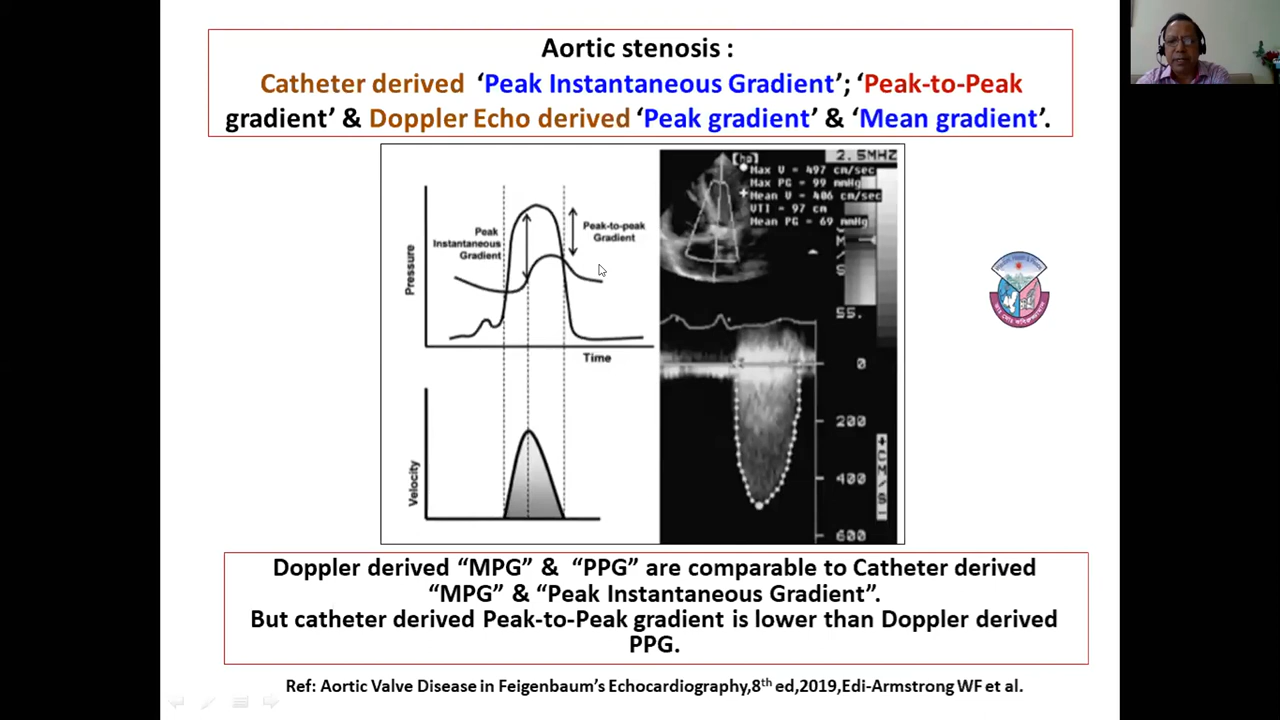 Aortic stenosis :
Catheter derived ‘Peak Instantaneous Gradient’; ‘Peak-to-Peak
gradient’ & Doppler Echo derived ‘Peak gradient’ & ‘Mean gradient’.
Pressure
Peak
Instantaneous
Gradient
Peak-to-peak
Gradient
Time
Velocity
2.5MHZ
Max V = 497 cm/sec
Max PG = 99 mmHg
Mean V = 406 cm/sec
VTI = 97 cm
Mean PG = 69 mmHg
55.
0
200
400
600
CM/S
Doppler derived “MPG” & “PPG” are comparable to Catheter derived
“MPG” & “Peak Instantaneous Gradient”.
But catheter derived Peak-to-Peak gradient is lower than Doppler derived
PPG.
Ref: Aortic Valve Disease in Feigenbaum’s Echocardiography,8th ed,2019,Edi-Armstrong WF et al.